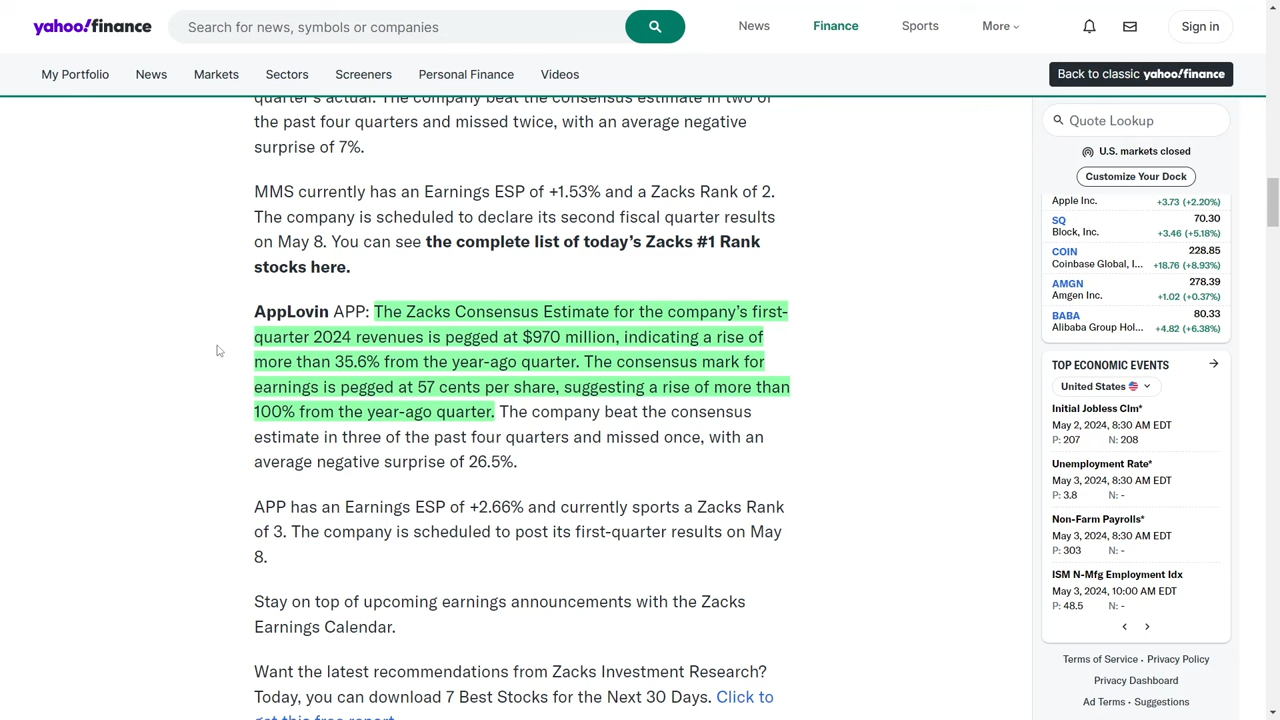 yahoo!finance
Search for news, symbols or companies
News
Finance
Sports
More
Sign in
My Portfolio
News
Markets
Sectors
Screeners
Personal Finance
Videos
Back to classic yahoo!finance
quarter's actual. The company beat the consensus estimate in two of
the past four quarters and missed twice, with an average negative
surprise of 7%.
MMS currently has an Earnings ESP of +1.53% and a Zacks Rank of 2.
The company is scheduled to declare its second fiscal quarter results
on May 8. You can see the complete list of today's Zacks #1 Rank
stocks here.
AppLovin APP: The Zacks Consensus Estimate for the company's first-
quarter 2024 revenues is pegged at $970 million, indicating a rise of
more than 35.6% from the year-ago quarter. The consensus mark for
earnings is pegged at 57 cents per share, suggesting a rise of more than
100% from the year-ago quarter. The company beat the consensus
estimate in three of the past four quarters and missed once, with an
average negative surprise of 26.5%.
APP has an Earnings ESP of +2.66% and currently sports a Zacks Rank
of 3. The company is scheduled to post its first-quarter results on May
8.
Stay on top of upcoming earnings announcements with the Zacks
Earnings Calendar.
Want the latest recommendations from Zacks Investment Research?
Today, you can download 7 Best Stocks for the Next 30 Days. Click to
get this free report
Quote Lookup
U.S. markets closed
Customize Your Dock
Apple Inc. +3.73 (+2.20%)
SQ 70.30
Block, Inc. +3.46 (+5.18%)
COIN 228.85
Coinbase Global, I... +18.76 (+8.93%)
AMGN 278.39
Amgen Inc. +1.02 (+0.37%)
BABA 80.33
Alibaba Group Hol... +4.82 (+6.38%)
TOP ECONOMIC EVENTS
United States
Initial Jobless Clm*
May 2, 2024, 8:30 AM EDT
P: 207 N: 208
Unemployment Rate*
May 3, 2024, 8:30 AM EDT
P: 3.8 N: -
Non-Farm Payrolls*
May 3, 2024, 8:30 AM EDT
P: 303 N: -
ISM N-Mfg Employment Idx
May 3, 2024, 10:00 AM EDT
P: 48.5 N: -
Terms of Service • Privacy Policy
Privacy Dashboard
Ad Terms • Suggestions